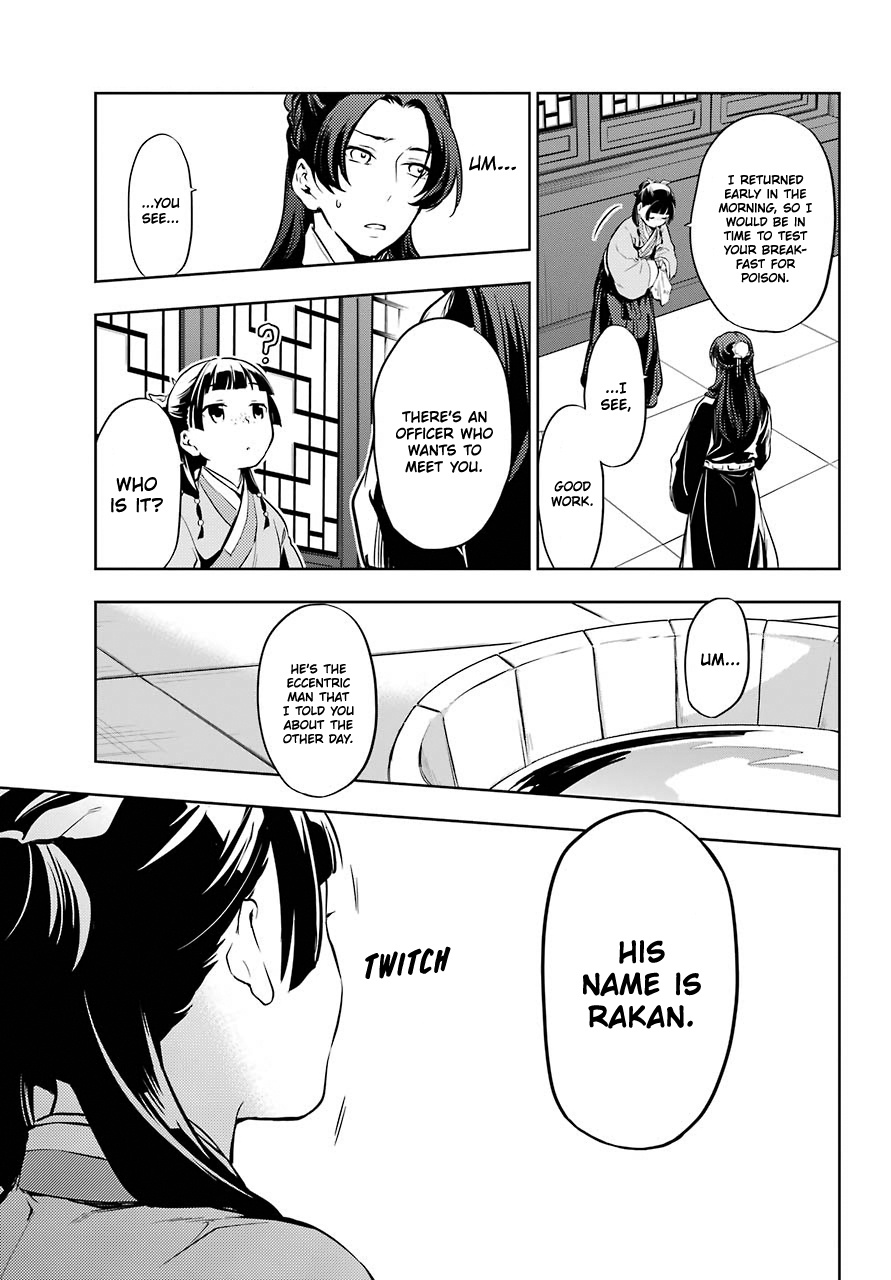 I RETURNED
EARLY IN THE
MORNING, SO I
WOULD BE IN
TIME TO TEST
YOUR BREAK-
FAST FOR
POISON.
...I
SEE,
GOOD
WORK.
UM...
...YOU
SEE...
THERE'S AN
OFFICER WHO
WANTS TO
MEET YOU.
?
WHO
IS IT?
UM...
HE'S THE
ECCENTRIC
MAN THAT
I TOLD YOU
ABOUT THE
OTHER DAY.
HIS
NAME IS
RAKAN.
TWITCH